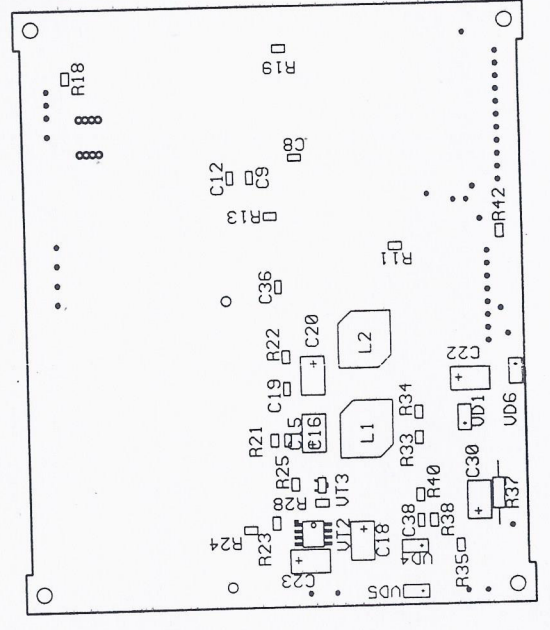 R19
R18
C8
C12
C9
R13
R42
R11
C36
R22
C20
L2
C22
C19
R34
VD1
VD6
R21
C15
C16
L1
R33
R25
R28
VT3
R40
C30
R37
R24
R23
VT2
C18
C38
R38
VD4
R35
C23
VD5